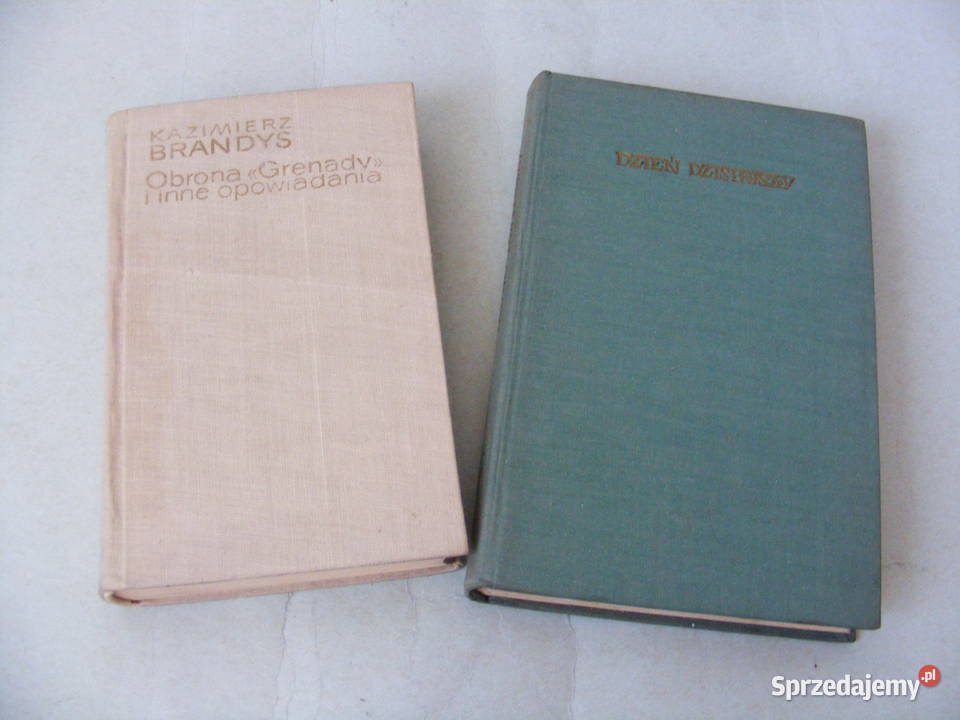 KAZIMIERZ
BRANDYS
Obrona «Grenady»
i inne opowiadania
DZIEŃ DZISIEJSZY
Sprzedajemy.pl